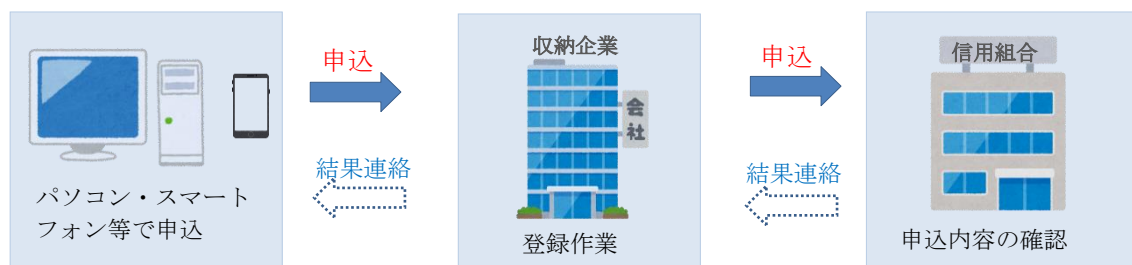 パソコン・スマート
フォン等で申込
申込
結果連絡
収納企業
会
社
登録作業
申込
結果連絡
信用組合
申込内容の確認